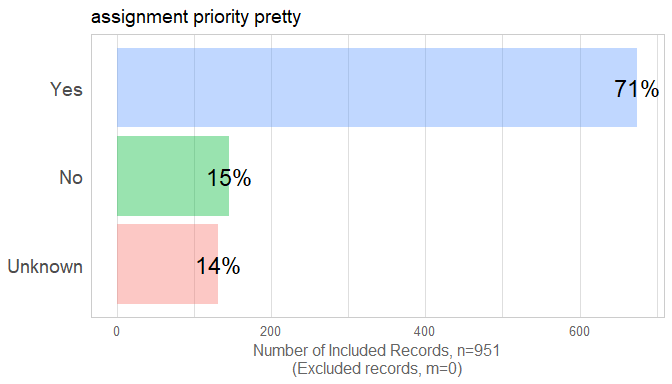 assignment priority pretty
Yes
71%
No
15%
Unknown
14%
0
200
400
600
Number of Included Records, n=951
(Excluded records, m=0)